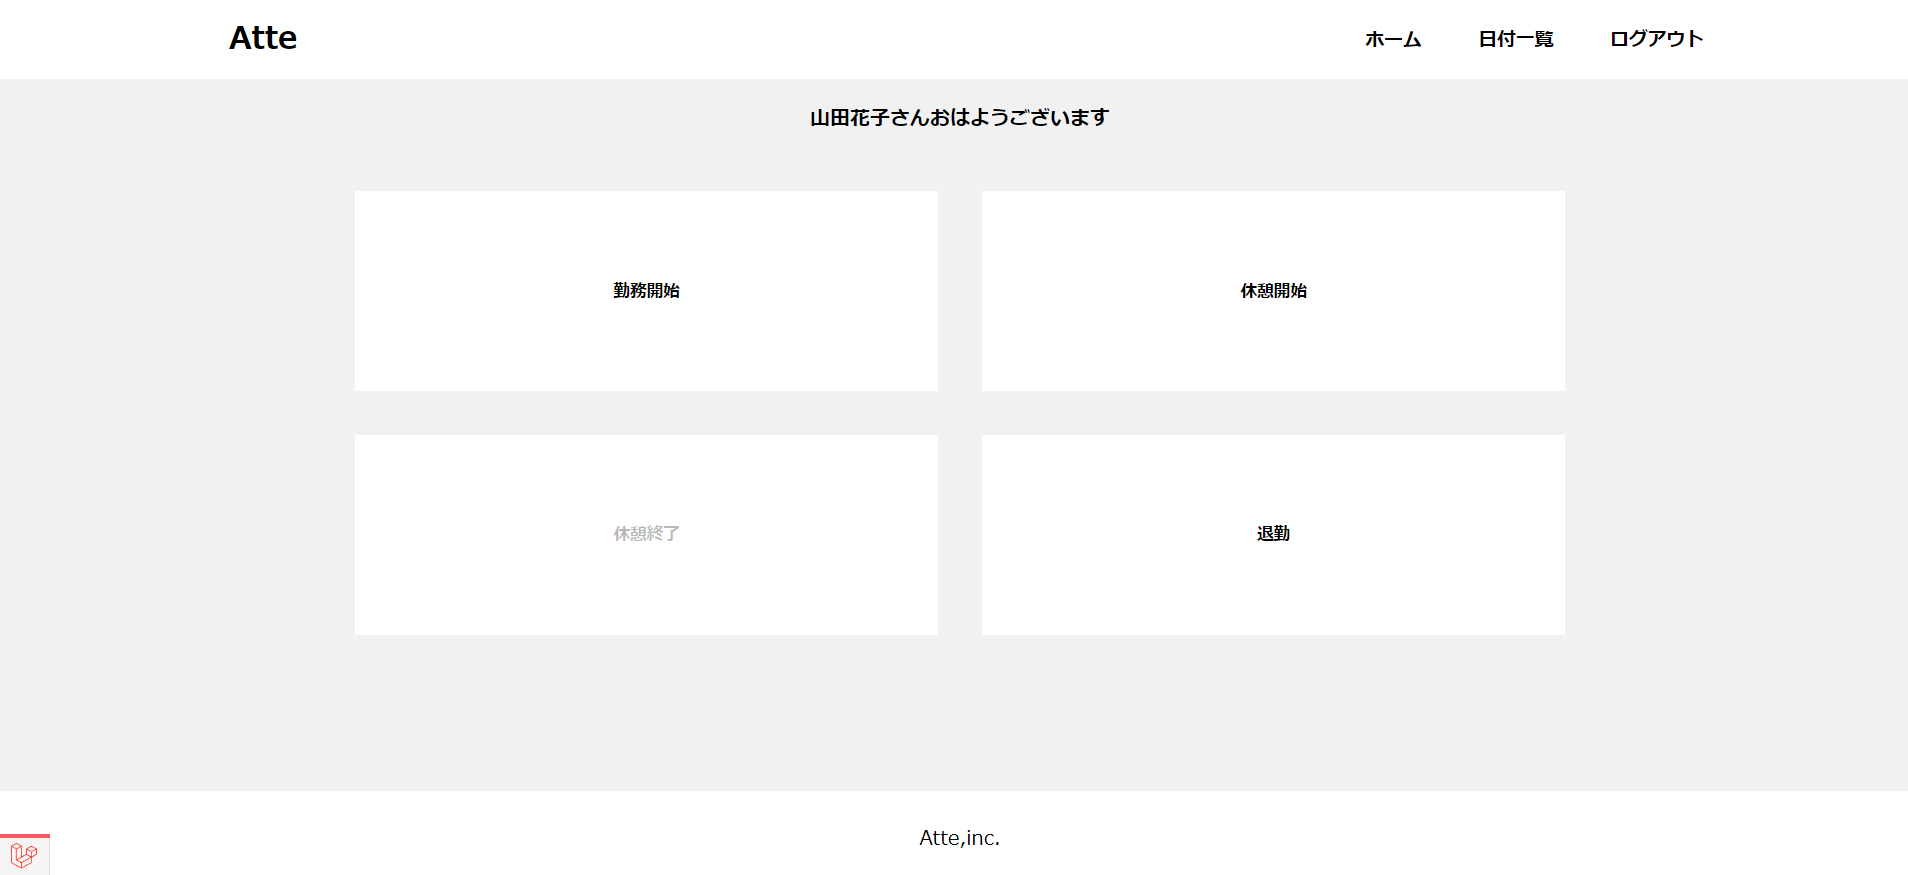 Atte
ホーム 日付一覧 ログアウト
山田花子さんおはようございます
勤務開始 休憩開始
休憩終了 退勤
Atte,inc.